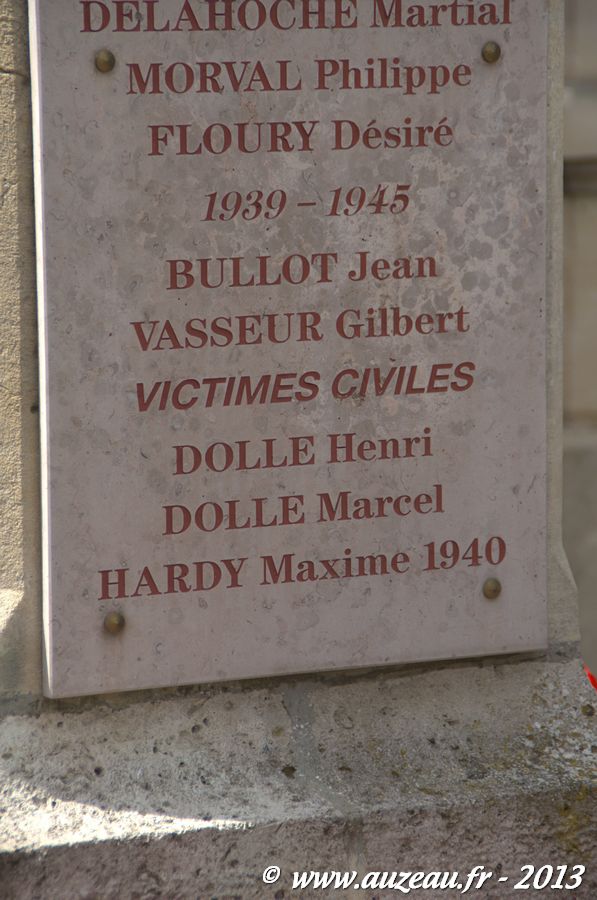 DELAHOCHE Martial
MORVAL Philippe
FLOURY Désiré
1939 – 1945
BULLOT Jean
VASSEUR Gilbert
VICTIMES CIVILES
DOLLE Henri
DOLLE Marcel
HARDY Maxime 1940
© www.auzeau.fr - 2013